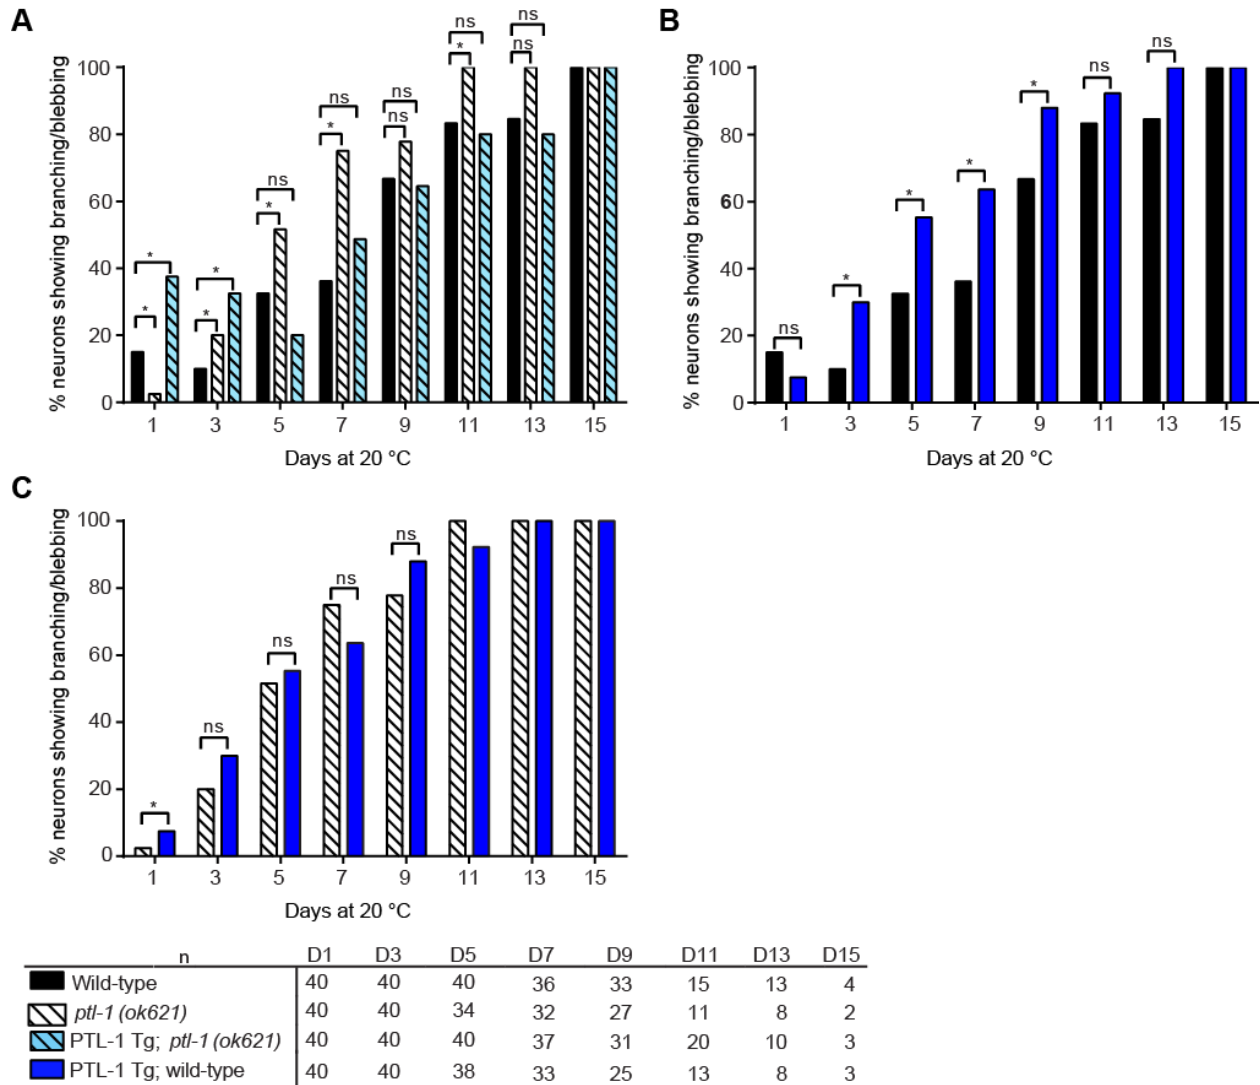 A
ns
ns
* ns ns ns
ns ns * ns
*
ns
*
* *
* *
% neurons showing branching/blebbing
100
80
60
40
20
0
1 3 5 7 9 11 13 15
Days at 20 °C
B
ns
ns
*
*
*
*
ns
% neurons showing branching/blebbing
100
80
60
40
20
0
1 3 5 7 9 11 13 15
Days at 20 °C
C
ns
ns
ns
ns
*
% neurons showing branching/blebbing
100
80
60
40
20
0
1 3 5 7 9 11 13 15
Days at 20 °C
n D1 D3 D5 D7 D9 D11 D13 D15
Wild-type 40 40 40 36 33 15 13 4
ptl-1 (ok621) 40 40 34 32 27 11 8 2
PTL-1 Tg; ptl-1 (ok621) 40 40 40 37 31 20 10 3
PTL-1 Tg; wild-type 40 40 38 33 25 13 8 3